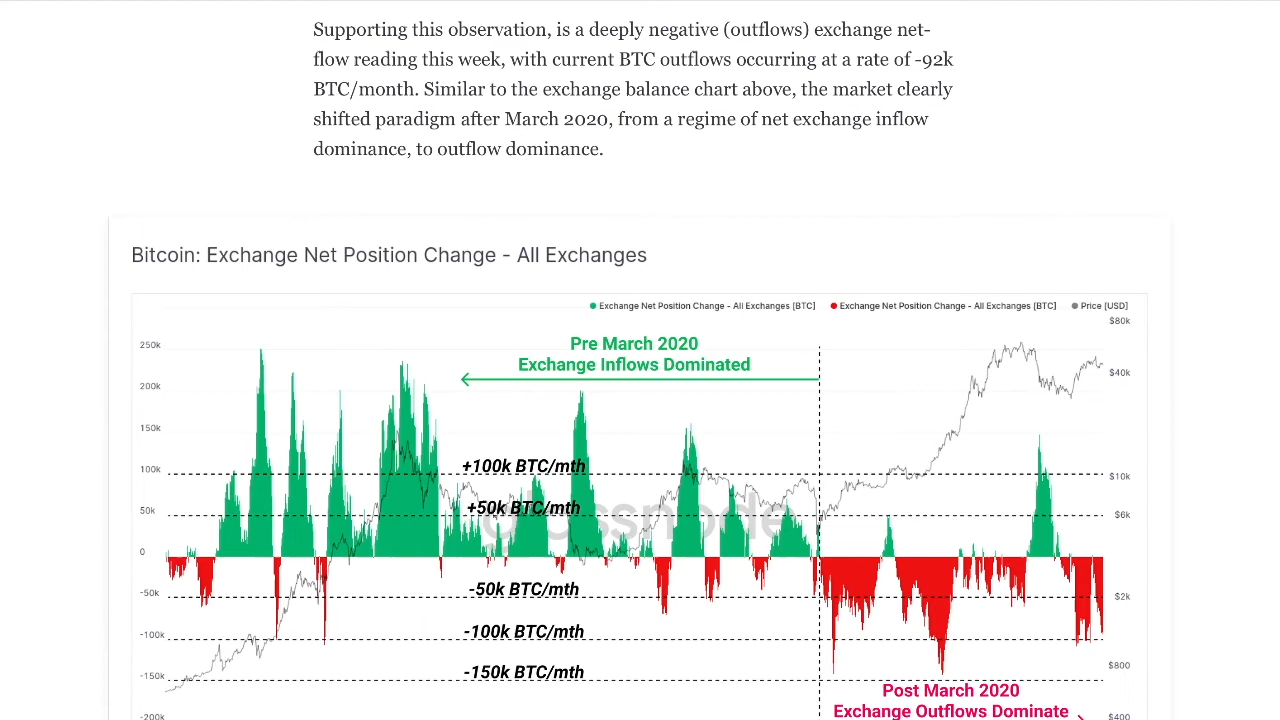 Supporting this observation, is a deeply negative (outflows) exchange net-
flow reading this week, with current BTC outflows occurring at a rate of -92k
BTC/month. Similar to the exchange balance chart above, the market clearly
shifted paradigm after March 2020, from a regime of net exchange inflow
dominance, to outflow dominance.
Bitcoin: Exchange Net Position Change - All Exchanges
Exchange Net Position Change - All Exchanges [BTC] Exchange Net Position Change - All Exchanges [BTC] Price [USD]
$80k
Pre March 2020
250k
Exchange Inflows Dominated
$40k
200k
150k
+100k BTC/mth
100k
$10k
+50k BTC/mth
50k
$6k
glassnode
0
-50k BTC/mth
-50k
$2k
-100k BTC/mth
-100k
$800
-150k BTC/mth
-150k
Post March 2020
Exchange Outflows Dominate
-200k
$400